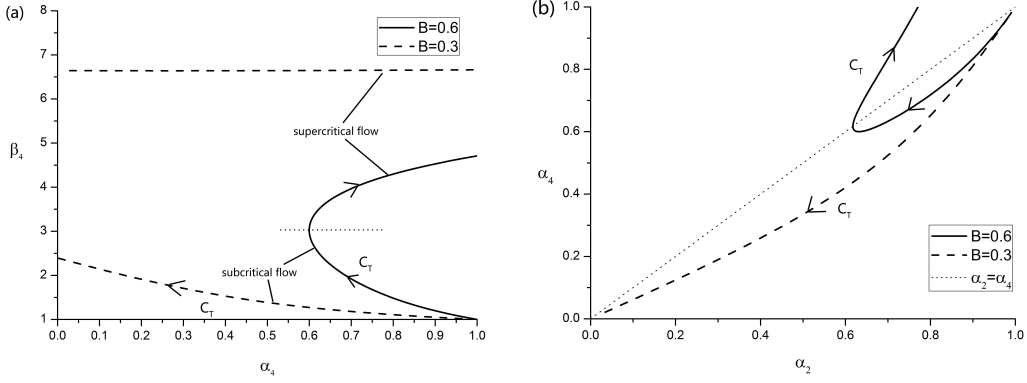 (a)
8
7
6
5
4
3
2
1
β4
B=0.6
B=0.3
supercritical flow
subcritical flow
CT
CT
0.0 0.1 0.2 0.3 0.4 0.5 0.6 0.7 0.8 0.9 1.0
α4
(b)
1.0
0.8
0.6
0.4
0.2
0.0
α4
CT
CT
B=0.6
B=0.3
α2=α4
0.0 0.2 0.4 0.6 0.8 1.0
α2